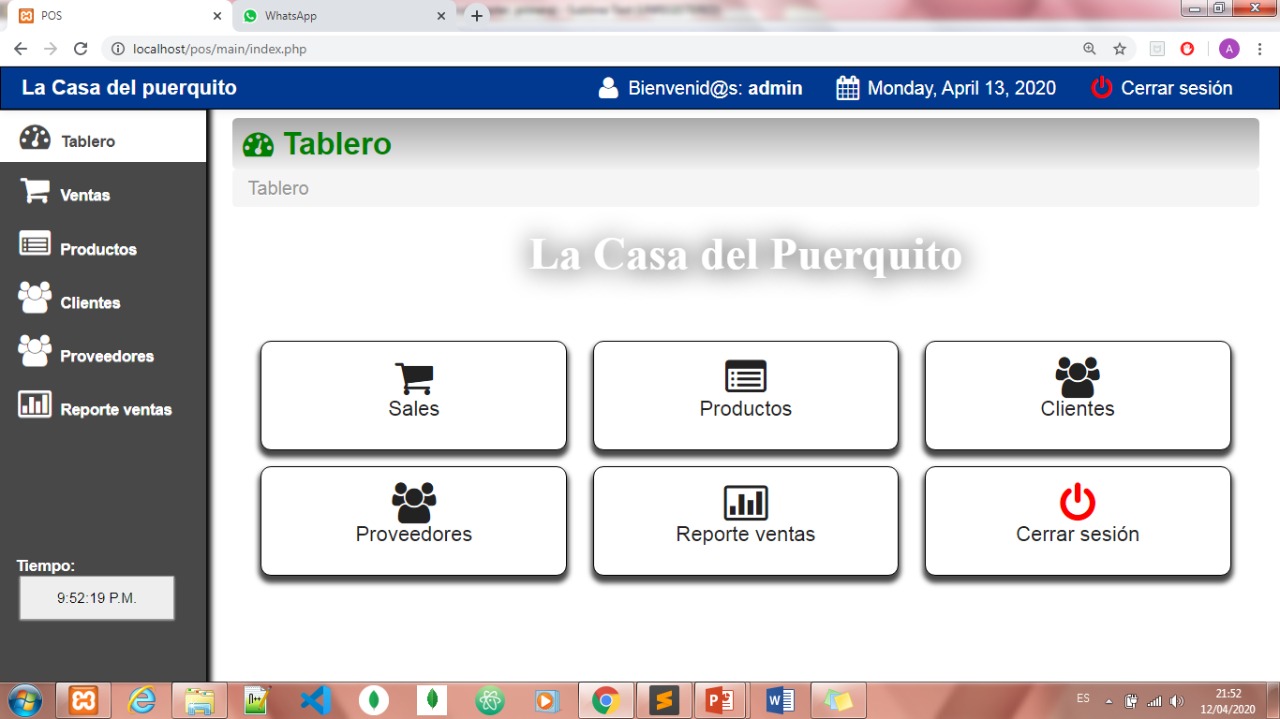 POS
WhatsApp
localhost/pos/main/index.php
A
La Casa del puerquito
Bienvenid@s: admin
Monday, April 13, 2020
Cerrar sesión
Tablero
Ventas
Productos
Clientes
Proveedores
Reporte ventas
Tiempo:
9:52:19 P.M.
Tablero
Tablero
La Casa del Puerquito
Sales
Productos
Clientes
Proveedores
Reporte ventas
Cerrar sesión
ES
21:52
12/04/2020